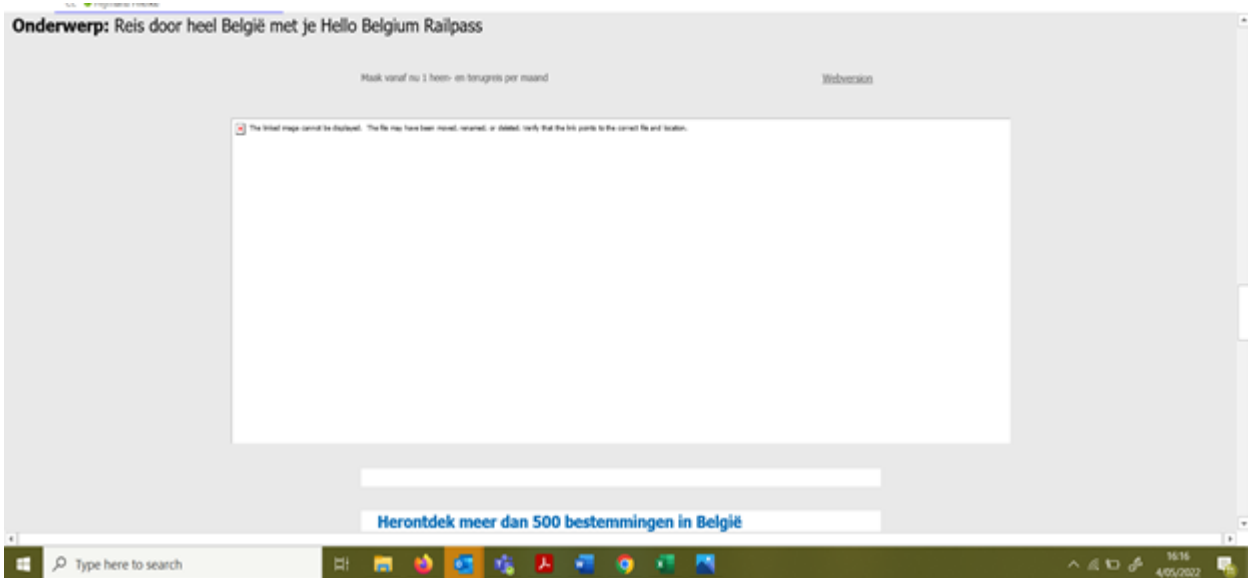 Onderwerp: Reis door heel België met je Hello Belgium Railpass
Maak vanaf nu 1 heen- en terugreis per maand
Webversion
The linked image cannot be displayed. The file may have been moved, renamed, or deleted. Verify that the link points to the correct file and location.
Herontdek meer dan 500 bestemmingen in België
Type here to search
16:16
4/05/2022